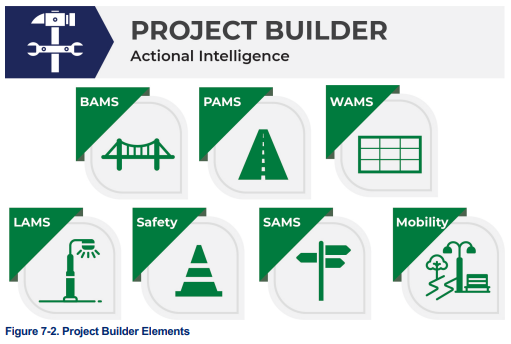 PROJECT BUILDER
Actional Intelligence
BAMS
PAMS
WAMS
LAMS
Safety
SAMS
Mobility
Figure 7-2. Project Builder Elements